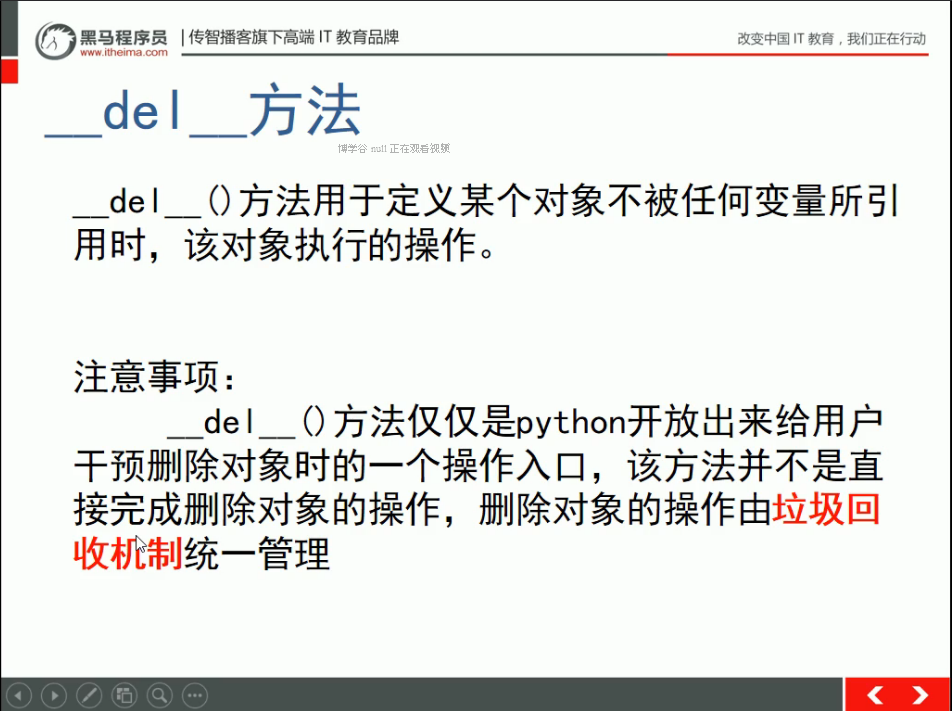 黑马程序员
www.itheima.com
传智播客旗下高端 IT 教育品牌
改变中国 IT 教育，我们正在行动
__del__方法
博学谷 null 正在观看视频
__del__()方法用于定义某个对象不被任何变量所引
用时，该对象执行的操作。
注意事项：
__del__()方法仅仅是python开放出来给用户
干预删除对象时的一个操作入口，该方法并不是直
接完成删除对象的操作，删除对象的操作由垃圾回
收机制统一管理